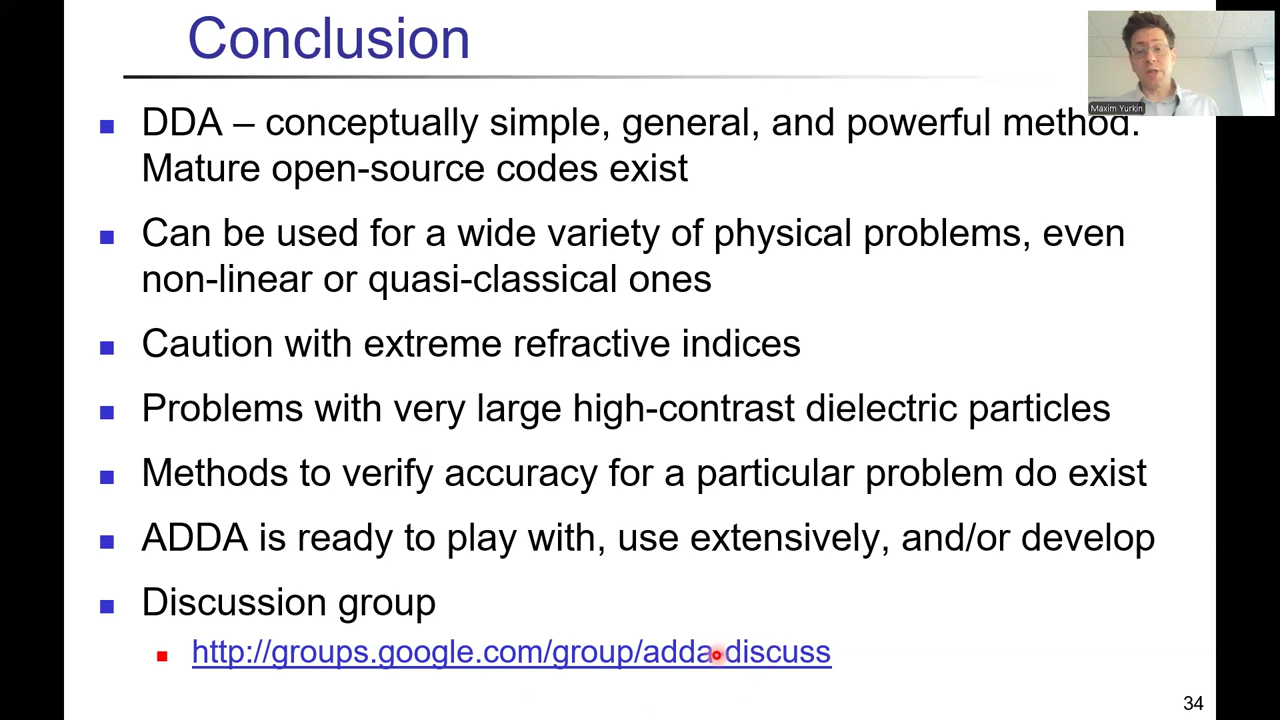 Conclusion
Maxim Yurkin
DDA – conceptually simple, general, and powerful method.
Mature open-source codes exist
Can be used for a wide variety of physical problems, even
non-linear or quasi-classical ones
Caution with extreme refractive indices
Problems with very large high-contrast dielectric particles
Methods to verify accuracy for a particular problem do exist
ADDA is ready to play with, use extensively, and/or develop
Discussion group
http://groups.google.com/group/adda-discuss
34